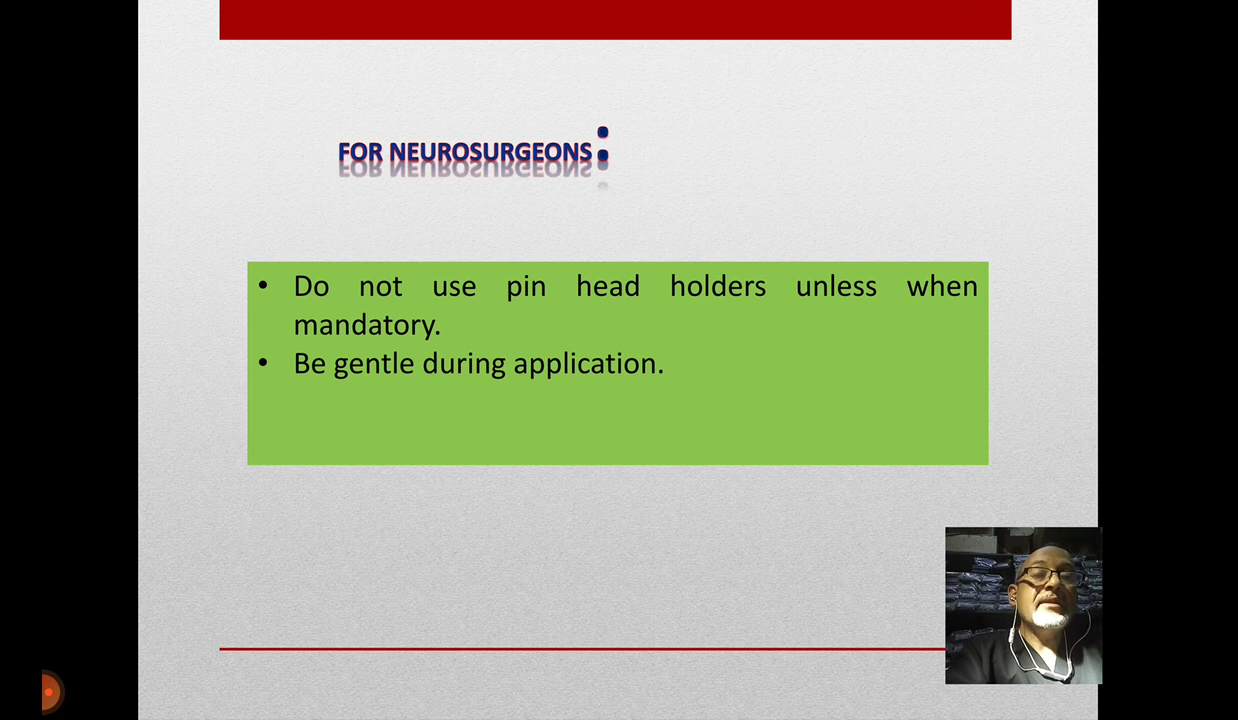 FOR NEUROSURGEONS:
• Do not use pin head holders unless when
mandatory.
• Be gentle during application.